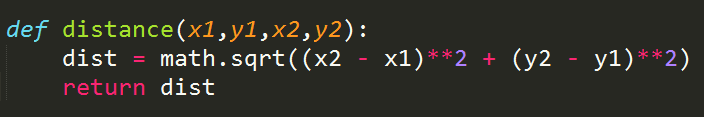 def distance(x1,y1,x2,y2):
    dist = math.sqrt((x2 - x1)**2 + (y2 - y1)**2)
    return dist